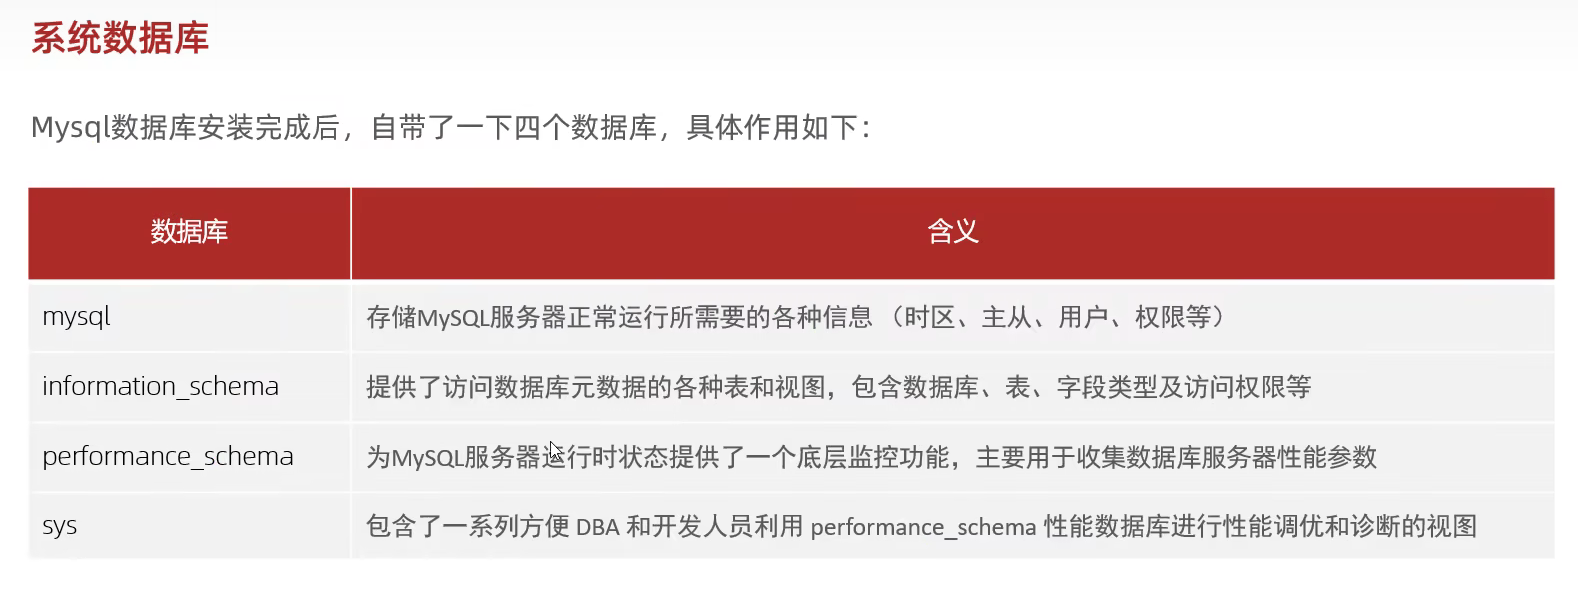 系统数据库
Mysql数据库安装完成后，自带了一下四个数据库，具体作用如下：
数据库 含义
mysql 存储MySQL服务器正常运行所需要的各种信息 （时区、主从、用户、权限等）
information_schema 提供了访问数据库元数据的各种表和视图，包含数据库、表、字段类型及访问权限等
performance_schema 为MySQL服务器运行时状态提供了一个底层监控功能，主要用于收集数据库服务器性能参数
sys 包含了一系列方便 DBA 和开发人员利用 performance_schema 性能数据库进行性能调优和诊断的视图